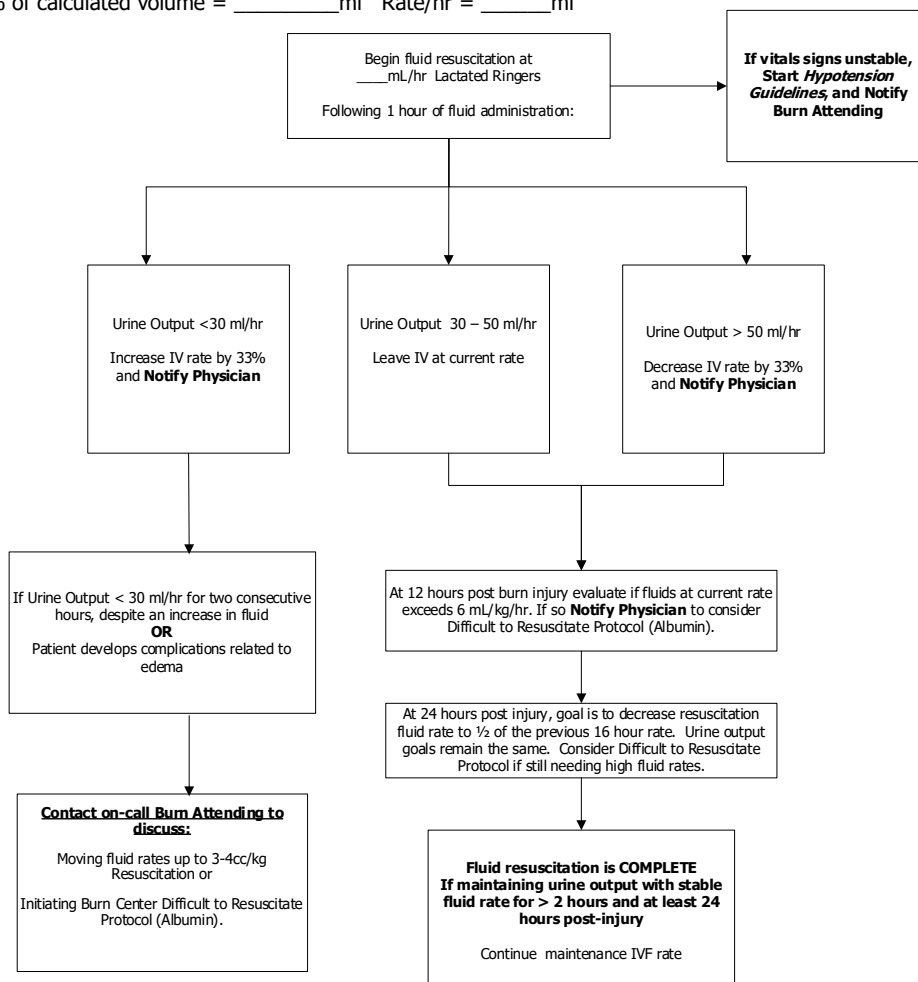 of calculated volume = __________ml Rate/hr = ______ml
Begin fluid resuscitation at
____mL/hr Lactated Ringers
Following 1 hour of fluid administration:
If vitals signs unstable,
Start Hypotension
Guidelines, and Notify
Burn Attending
Urine Output <30 ml/hr
Increase IV rate by 33%
and Notify Physician
Urine Output 30 – 50 ml/hr
Leave IV at current rate
Urine Output > 50 ml/hr
Decrease IV rate by 33%
and Notify Physician
If Urine Output < 30 ml/hr for two consecutive
hours, despite an increase in fluid
OR
Patient develops complications related to
edema
At 12 hours post burn injury evaluate if fluids at current rate
exceeds 6 mL/kg/hr. If so Notify Physician to consider
Difficult to Resuscitate Protocol (Albumin).
At 24 hours post injury, goal is to decrease resuscitation
fluid rate to ½ of the previous 16 hour rate. Urine output
goals remain the same. Consider Difficult to Resuscitate
Protocol if still needing high fluid rates.
Contact on-call Burn Attending to
discuss:
Moving fluid rates up to 3-4cc/kg
Resuscitation or
Initiating Burn Center Difficult to Resuscitate
Protocol (Albumin).
Fluid resuscitation is COMPLETE
If maintaining urine output with stable
fluid rate for > 2 hours and at least 24
hours post-injury
Continue maintenance IVF rate